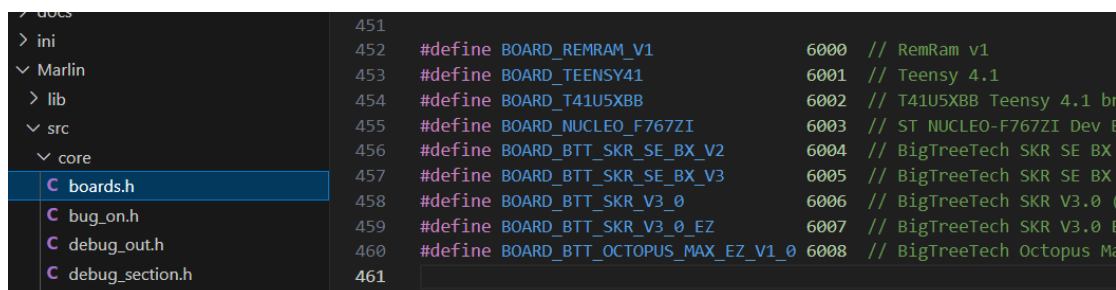 docs
ini
Marlin
lib
src
core
C boards.h
C bug_on.h
C debug_out.h
C debug_section.h
451
452 #define BOARD_REMRAM_V1 6000 // RemRam v1
453 #define BOARD_TEENSY41 6001 // Teensy 4.1
454 #define BOARD_T41U5XBB 6002 // T41U5XBB Teensy 4.1 br
455 #define BOARD_NUCLEO_F767ZI 6003 // ST NUCLEO-F767ZI Dev B
456 #define BOARD_BTT_SKR_SE_BX_V2 6004 // BigTreeTech SKR SE BX
457 #define BOARD_BTT_SKR_SE_BX_V3 6005 // BigTreeTech SKR SE BX
458 #define BOARD_BTT_SKR_V3_0 6006 // BigTreeTech SKR V3.0 (
459 #define BOARD_BTT_SKR_V3_0_EZ 6007 // BigTreeTech SKR V3.0 E
460 #define BOARD_BTT_OCTOPUS_MAX_EZ_V1_0 6008 // BigTreeTech Octopus Ma
461